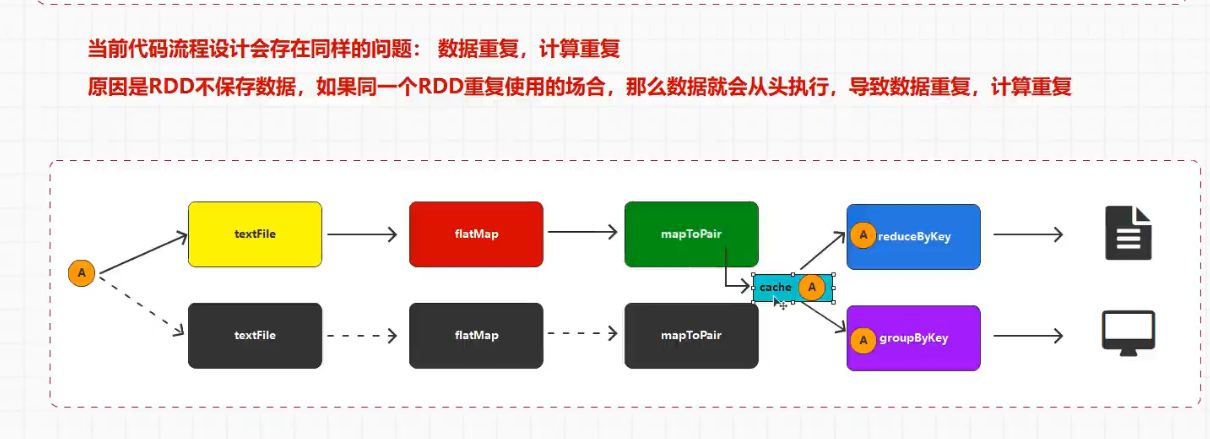 当前代码流程设计会存在同样的问题： 数据重复，计算重复
原因是RDD不保存数据，如果同一个RDD重复使用的场合，那么数据就会从头执行，导致数据重复，计算重复
textFile
flatMap
mapToPair
A
reduceByKey
A
cache
A
textFile
flatMap
mapToPair
A
groupByKey